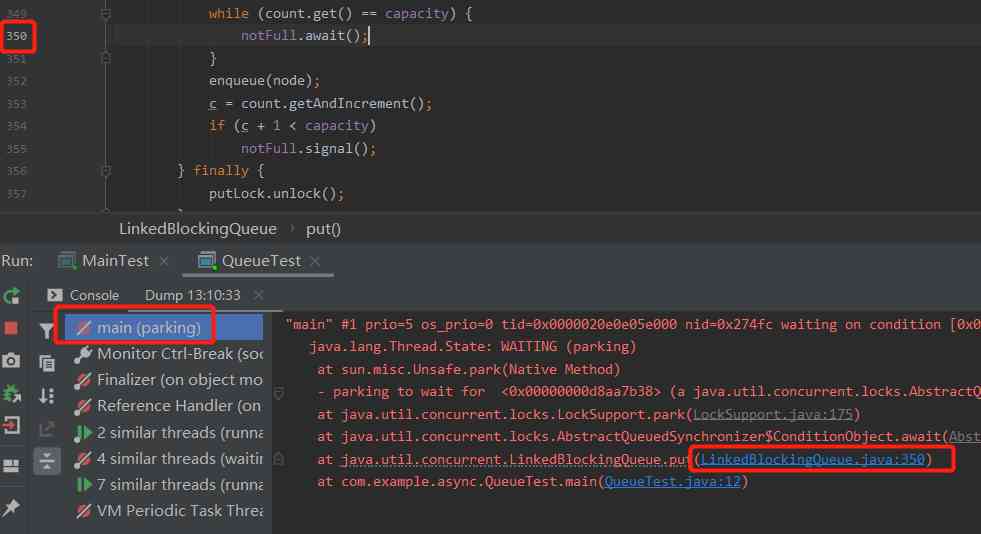 349 while (count.get() == capacity) {
350 notFull.await();
351 }
352 enqueue(node);
353 c = count.getAndIncrement();
354 if (c + 1 < capacity)
355 notFull.signal();
356 } finally {
357 putLock.unlock();
LinkedBlockingQueue › put()
Run: MainTest × QueueTest ×
Console Dump 13:10:33 ×
main (parking)
Monitor Ctrl-Break (soc
Finalizer (on object mo
Reference Handler (on
2 similar threads (runna
4 similar threads (waitin
7 similar threads (runna
VM Periodic Task Threa
"main" #1 prio=5 os_prio=0 tid=0x0000020e0e05e000 nid=0x274fc waiting on condition [0x0
java.lang.Thread.State: WAITING (parking)
at sun.misc.Unsafe.park(Native Method)
- parking to wait for <0x00000000d8aa7b38> (a java.util.concurrent.locks.AbstractQ
at java.util.concurrent.locks.LockSupport.park(LockSupport.java:175)
at java.util.concurrent.locks.AbstractQueuedSynchronizer$ConditionObject.await(Abst
at java.util.concurrent.LinkedBlockingQueue.put(LinkedBlockingQueue.java:350)
at com.example.async.QueueTest.main(QueueTest.java:12)